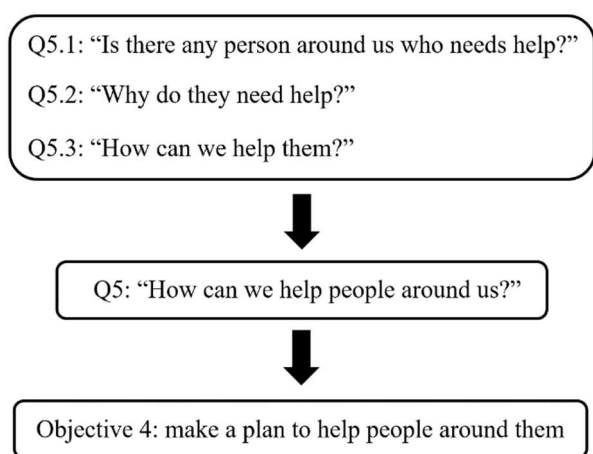 Q5.1: “Is there any person around us who needs help?”
Q5.2: “Why do they need help?”
Q5.3: “How can we help them?”
Q5: “How can we help people around us?”
Objective 4: make a plan to help people around them